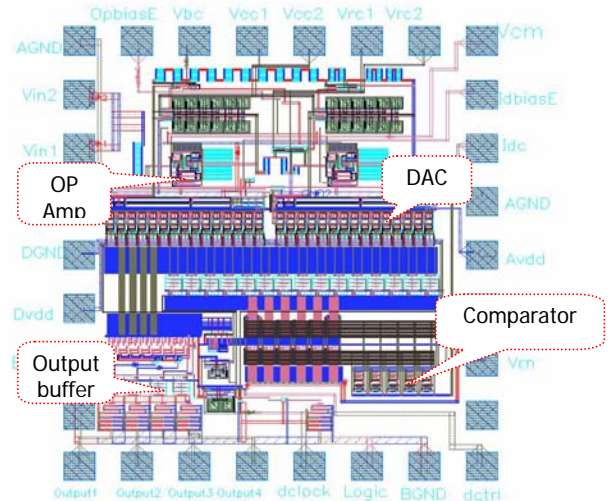 OpbiasE Vbc Vcc1 Vcc2 Vrc1 Vrc2
AGND
Vcm
Vin2
IdbiasE
Vin1
Idc
OP
Amp
DAC
AGND
DGND
Avdd
Dvdd
Comparator
Output
buffer
Output1 Output2 Output3 Output4 dclock Logic BGND dctrl